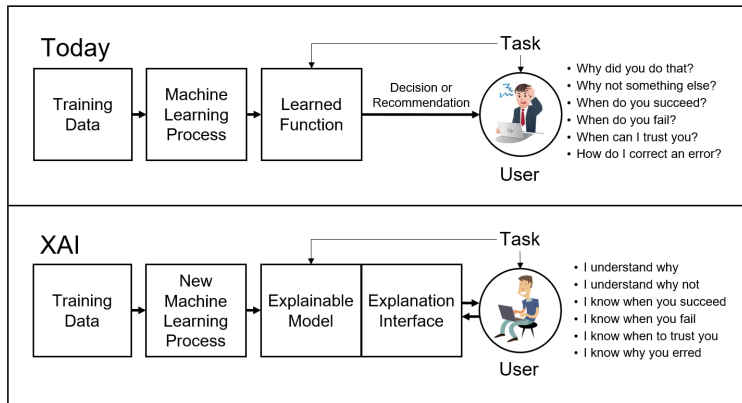 Today
Task
Training
Data
Machine
Learning
Process
Learned
Function
Decision or
Recommendation
User
• Why did you do that?
• Why not something else?
• When do you succeed?
• When do you fail?
• When can I trust you?
• How do I correct an error?
XAI
Task
Training
Data
New
Machine
Learning
Process
Explainable
Model
Explanation
Interface
User
• I understand why
• I understand why not
• I know when you succeed
• I know when you fail
• I know when to trust you
• I know why you erred